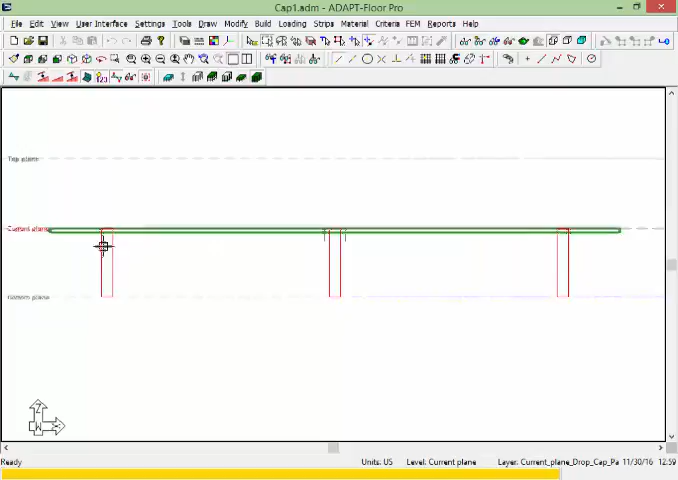 Cap1.adm - ADAPT-Floor Pro
File Edit View User Interface Settings Tools Draw Modify Build Loading Strips Material Criteria FEM Reports Help
Top plane
Current plane
Bottom plane
Z
W X
Ready Units: US Level: Current plane Layer: Current_plane_Drop_Cap_Pa 11/30/16 12:59